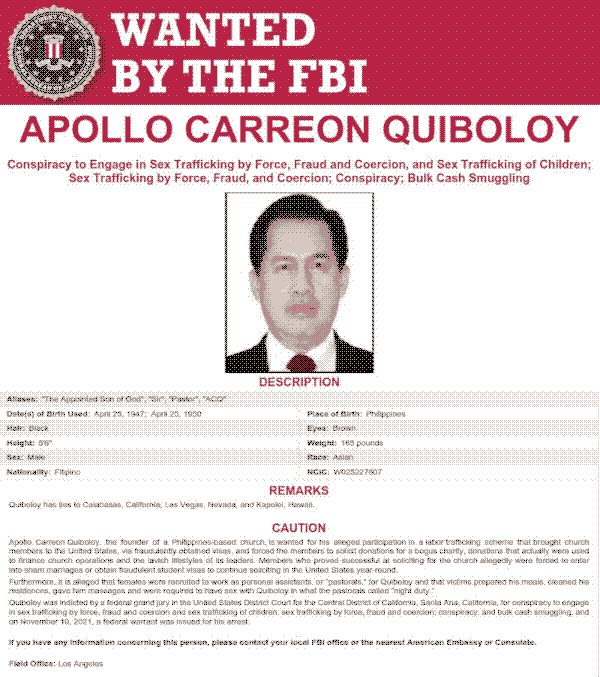 WANTED
BY THE FBI
APOLLO CARREON QUIBOLOY
Conspiracy to Engage in Sex Trafficking by Force, Fraud and Coercion, and Sex Trafficking of Children;
Sex Trafficking by Force, Fraud, and Coercion; Conspiracy; Bulk Cash Smuggling
DESCRIPTION
Aliases: "The Appointed Son of God", "Sir", "Pastor", "ACQ"
Date(s) of Birth Used: April 25, 1947; April 25, 1950
Place of Birth: Philippines
Hair: Black
Eyes: Brown
Height: 5'6"
Weight: 165 pounds
Sex: Male
Race: Asian
Nationality: Filipino
NCIC: W025227607
REMARKS
Quiboloy has ties to Calabasas, California, Las Vegas, Nevada, and Kapolei, Hawaii.
CAUTION
Apollo Carreon Quiboloy, the founder of a Philippines-based church, is wanted for his alleged participation in a labor trafficking scheme that brought church
members to the United States, via fraudulently obtained visas, and forced the members to solicit donations for a bogus charity, donations that actually were used
to finance church operations and the lavish lifestyles of its leaders. Members who proved successful at soliciting for the church allegedly were forced to enter
into sham marriages or obtain fraudulent student visas to continue soliciting in the United States year-round.
Furthermore, it is alleged that females were recruited to work as personal assistants, or "pastorals," for Quiboloy and that victims prepared his meals, cleaned his
residences, gave him massages and were required to have sex with Quiboloy in what the pastorals called "night duty."
Quiboloy was indicted by a federal grand jury in the United States District Court for the Central District of California, Santa Ana, California, for conspiracy to engage
in sex trafficking by force, fraud and coercion and sex trafficking of children; sex trafficking by force, fraud and coercion; conspiracy; and bulk cash smuggling, and
on November 10, 2021, a federal warrant was issued for his arrest.
If you have any information concerning this person, please contact your local FBI office or the nearest American Embassy or Consulate.
Field Office: Los Angeles